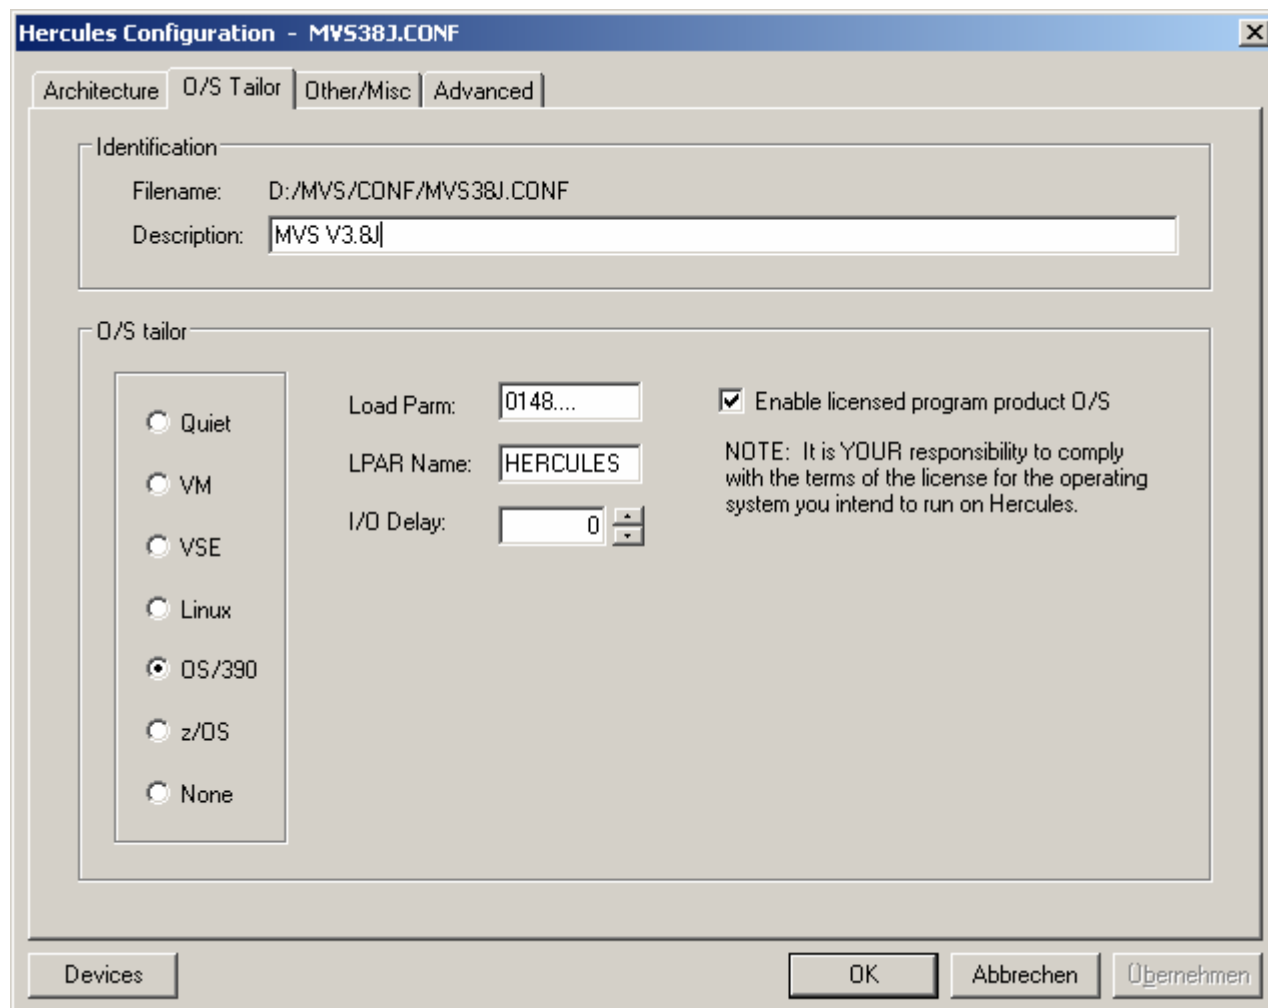 Hercules Configuration - MVS38J.CONF
Architecture O/S Tailor Other/Misc Advanced
Identification
Filename: D:/MVS/CONF/MVS38J.CONF
Description: MVS V3.8J
O/S tailor
Quiet
VM
VSE
Linux
OS/390
z/OS
None
Load Parm: 0148....
LPAR Name: HERCULES
I/O Delay: 0
Enable licensed program product O/S
NOTE: It is YOUR responsibility to comply
with the terms of the license for the operating
system you intend to run on Hercules.
Devices OK Abbrechen Übernehmen